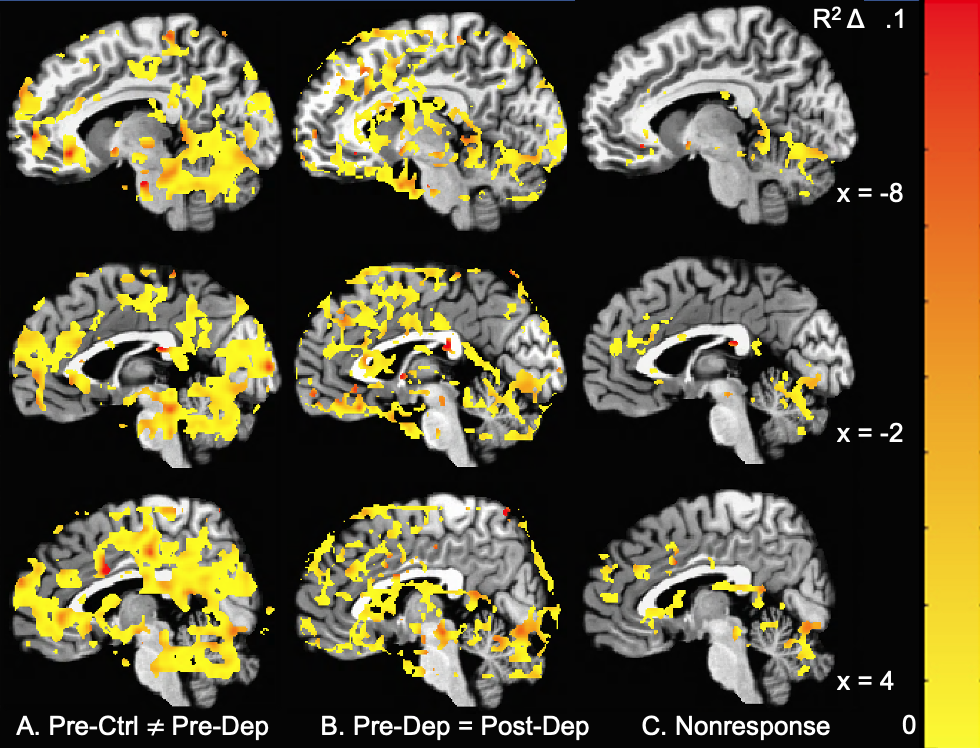 R² Δ .1
x = -8
x = -2
x = 4
A. Pre-Ctrl ≠ Pre-Dep B. Pre-Dep = Post-Dep C. Nonresponse 0